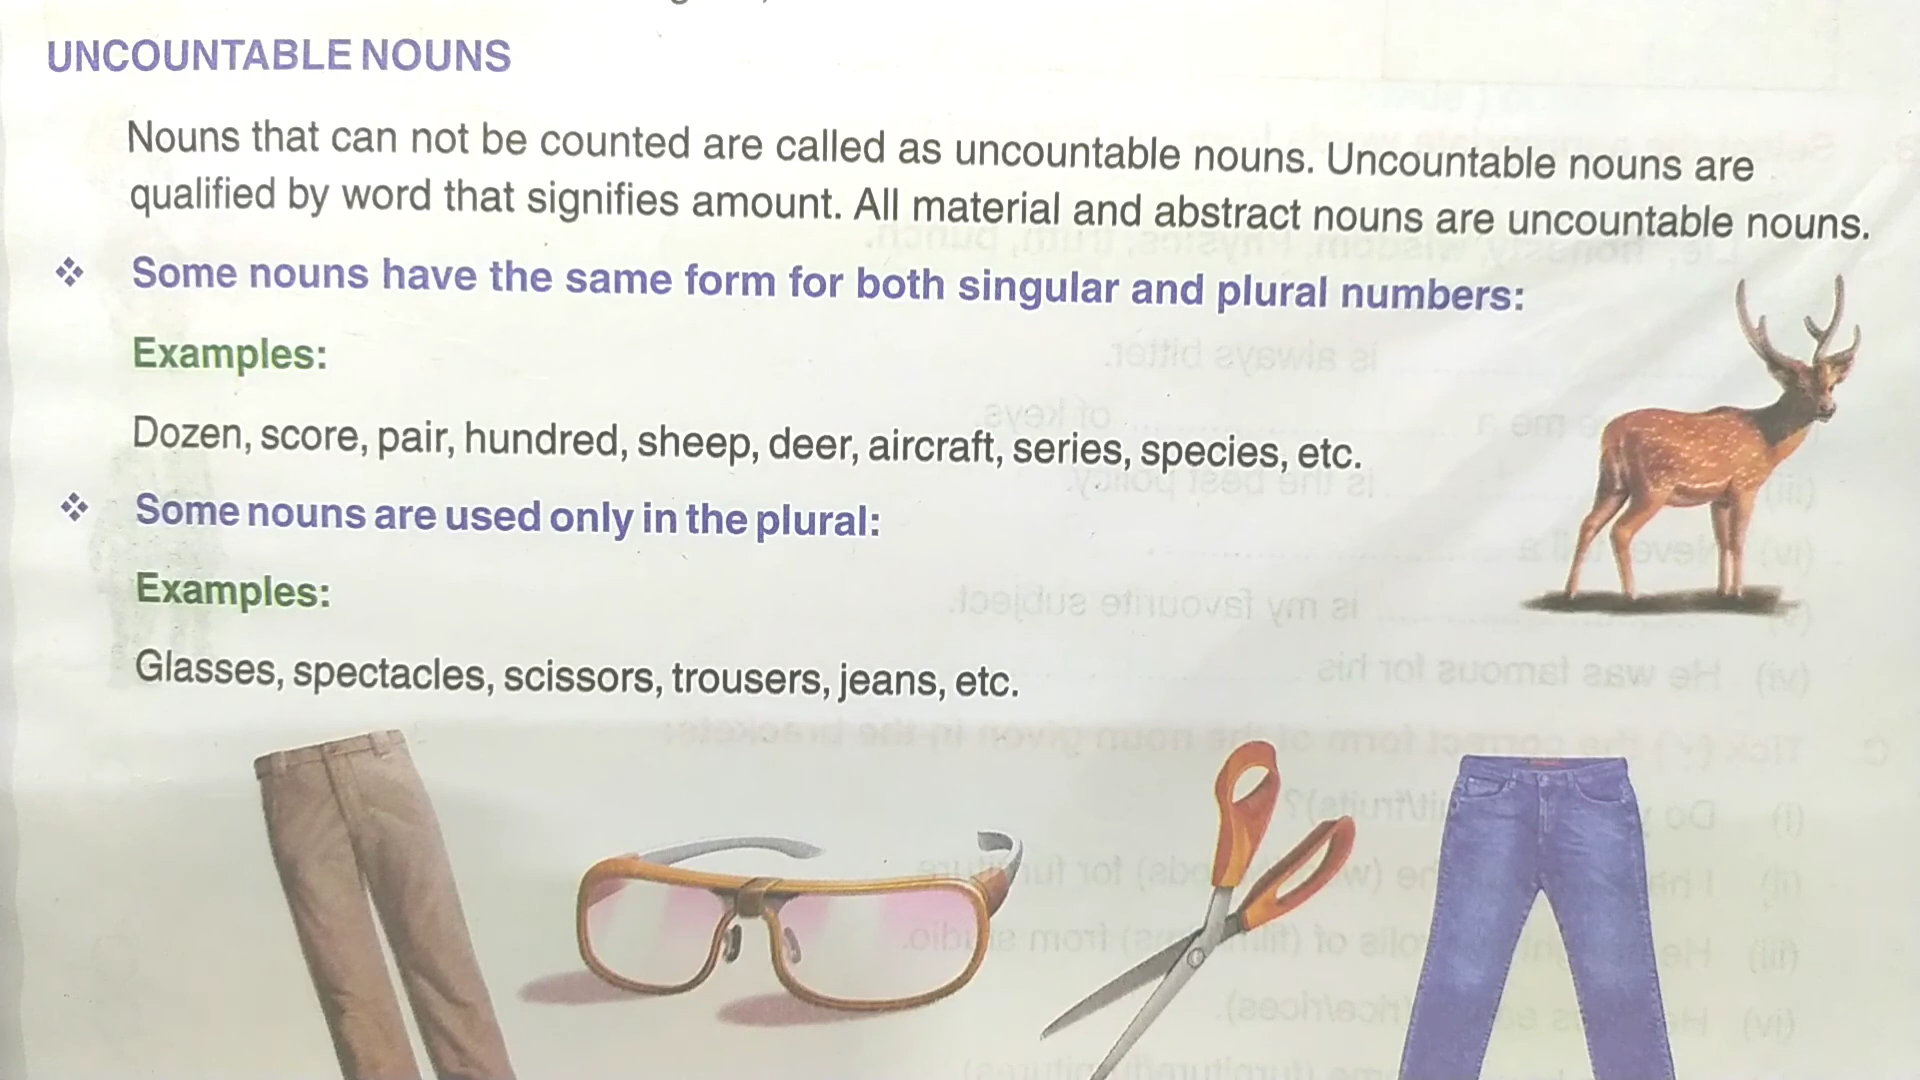 UNCOUNTABLE NOUNS
Nouns that can not be counted are called as uncountable nouns. Uncountable nouns are
qualified by word that signifies amount. All material and abstract nouns are uncountable nouns.
❖ Some nouns have the same form for both singular and plural numbers:
Examples:
Dozen, score, pair, hundred, sheep, deer, aircraft, series, species, etc.
❖ Some nouns are used only in the plural:
Examples:
Glasses, spectacles, scissors, trousers, jeans, etc.